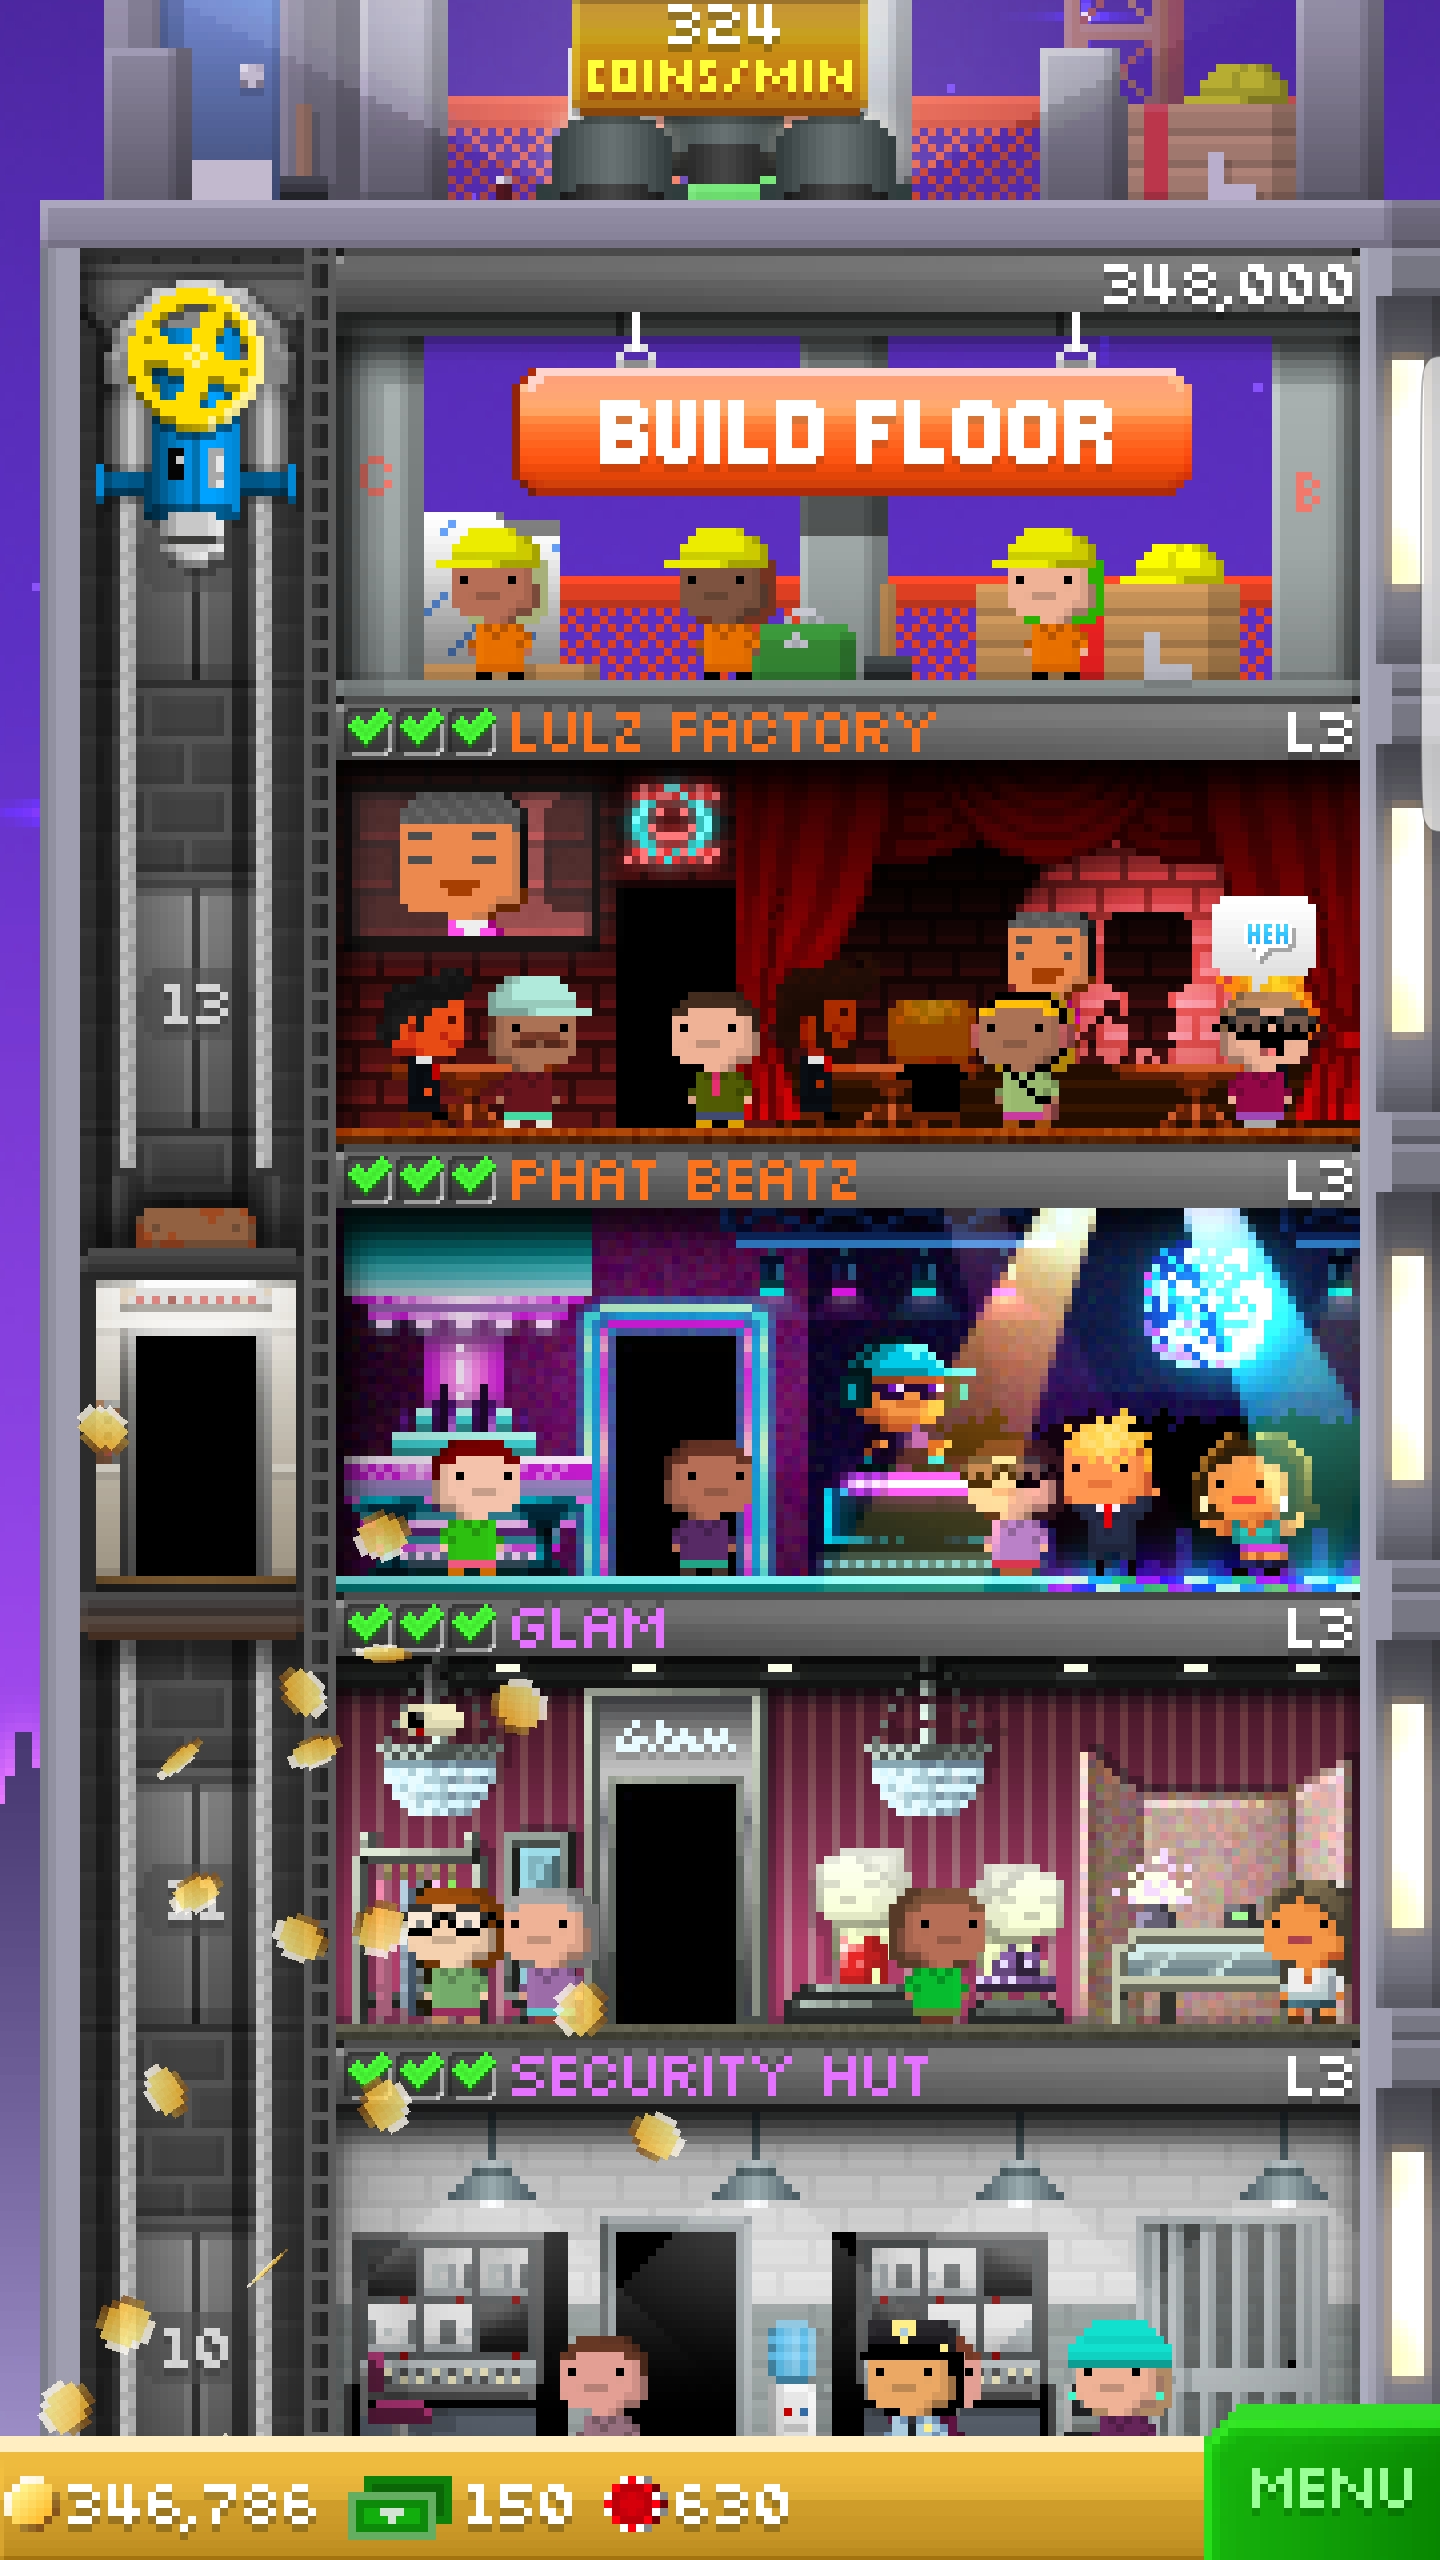 324
COINS/MIN
348,000
BUILD FLOOR
C
B
LULZ FACTORY L3
HEH
13
PHAT BEATZ L3
GLAM L3
Glam
SECURITY HUT L3
10
346,786 150 630
MENU